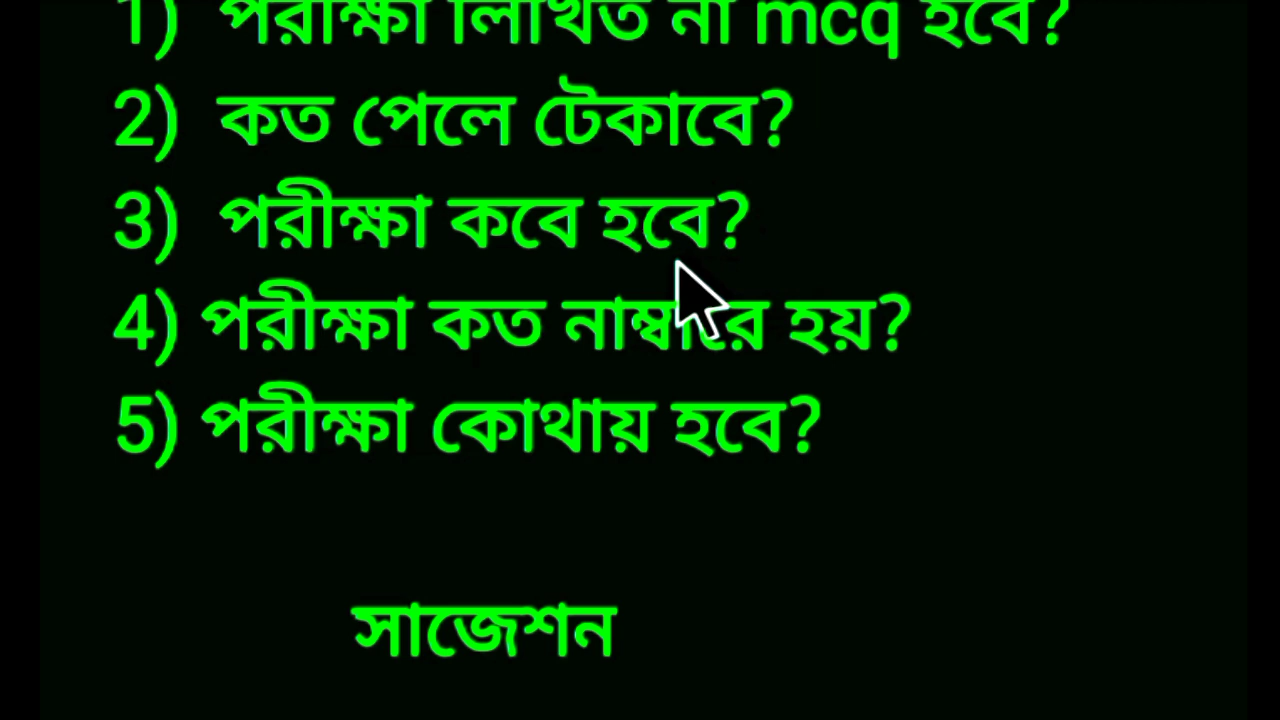 1) পরীক্ষা লিখিত না mcq হবে?
2) কত পেলে টেকাবে?
3) পরীক্ষা কবে হবে?
4) পরীক্ষা কত নাম্বারে হয়?
5) পরীক্ষা কোথায় হবে?
সাজেশন